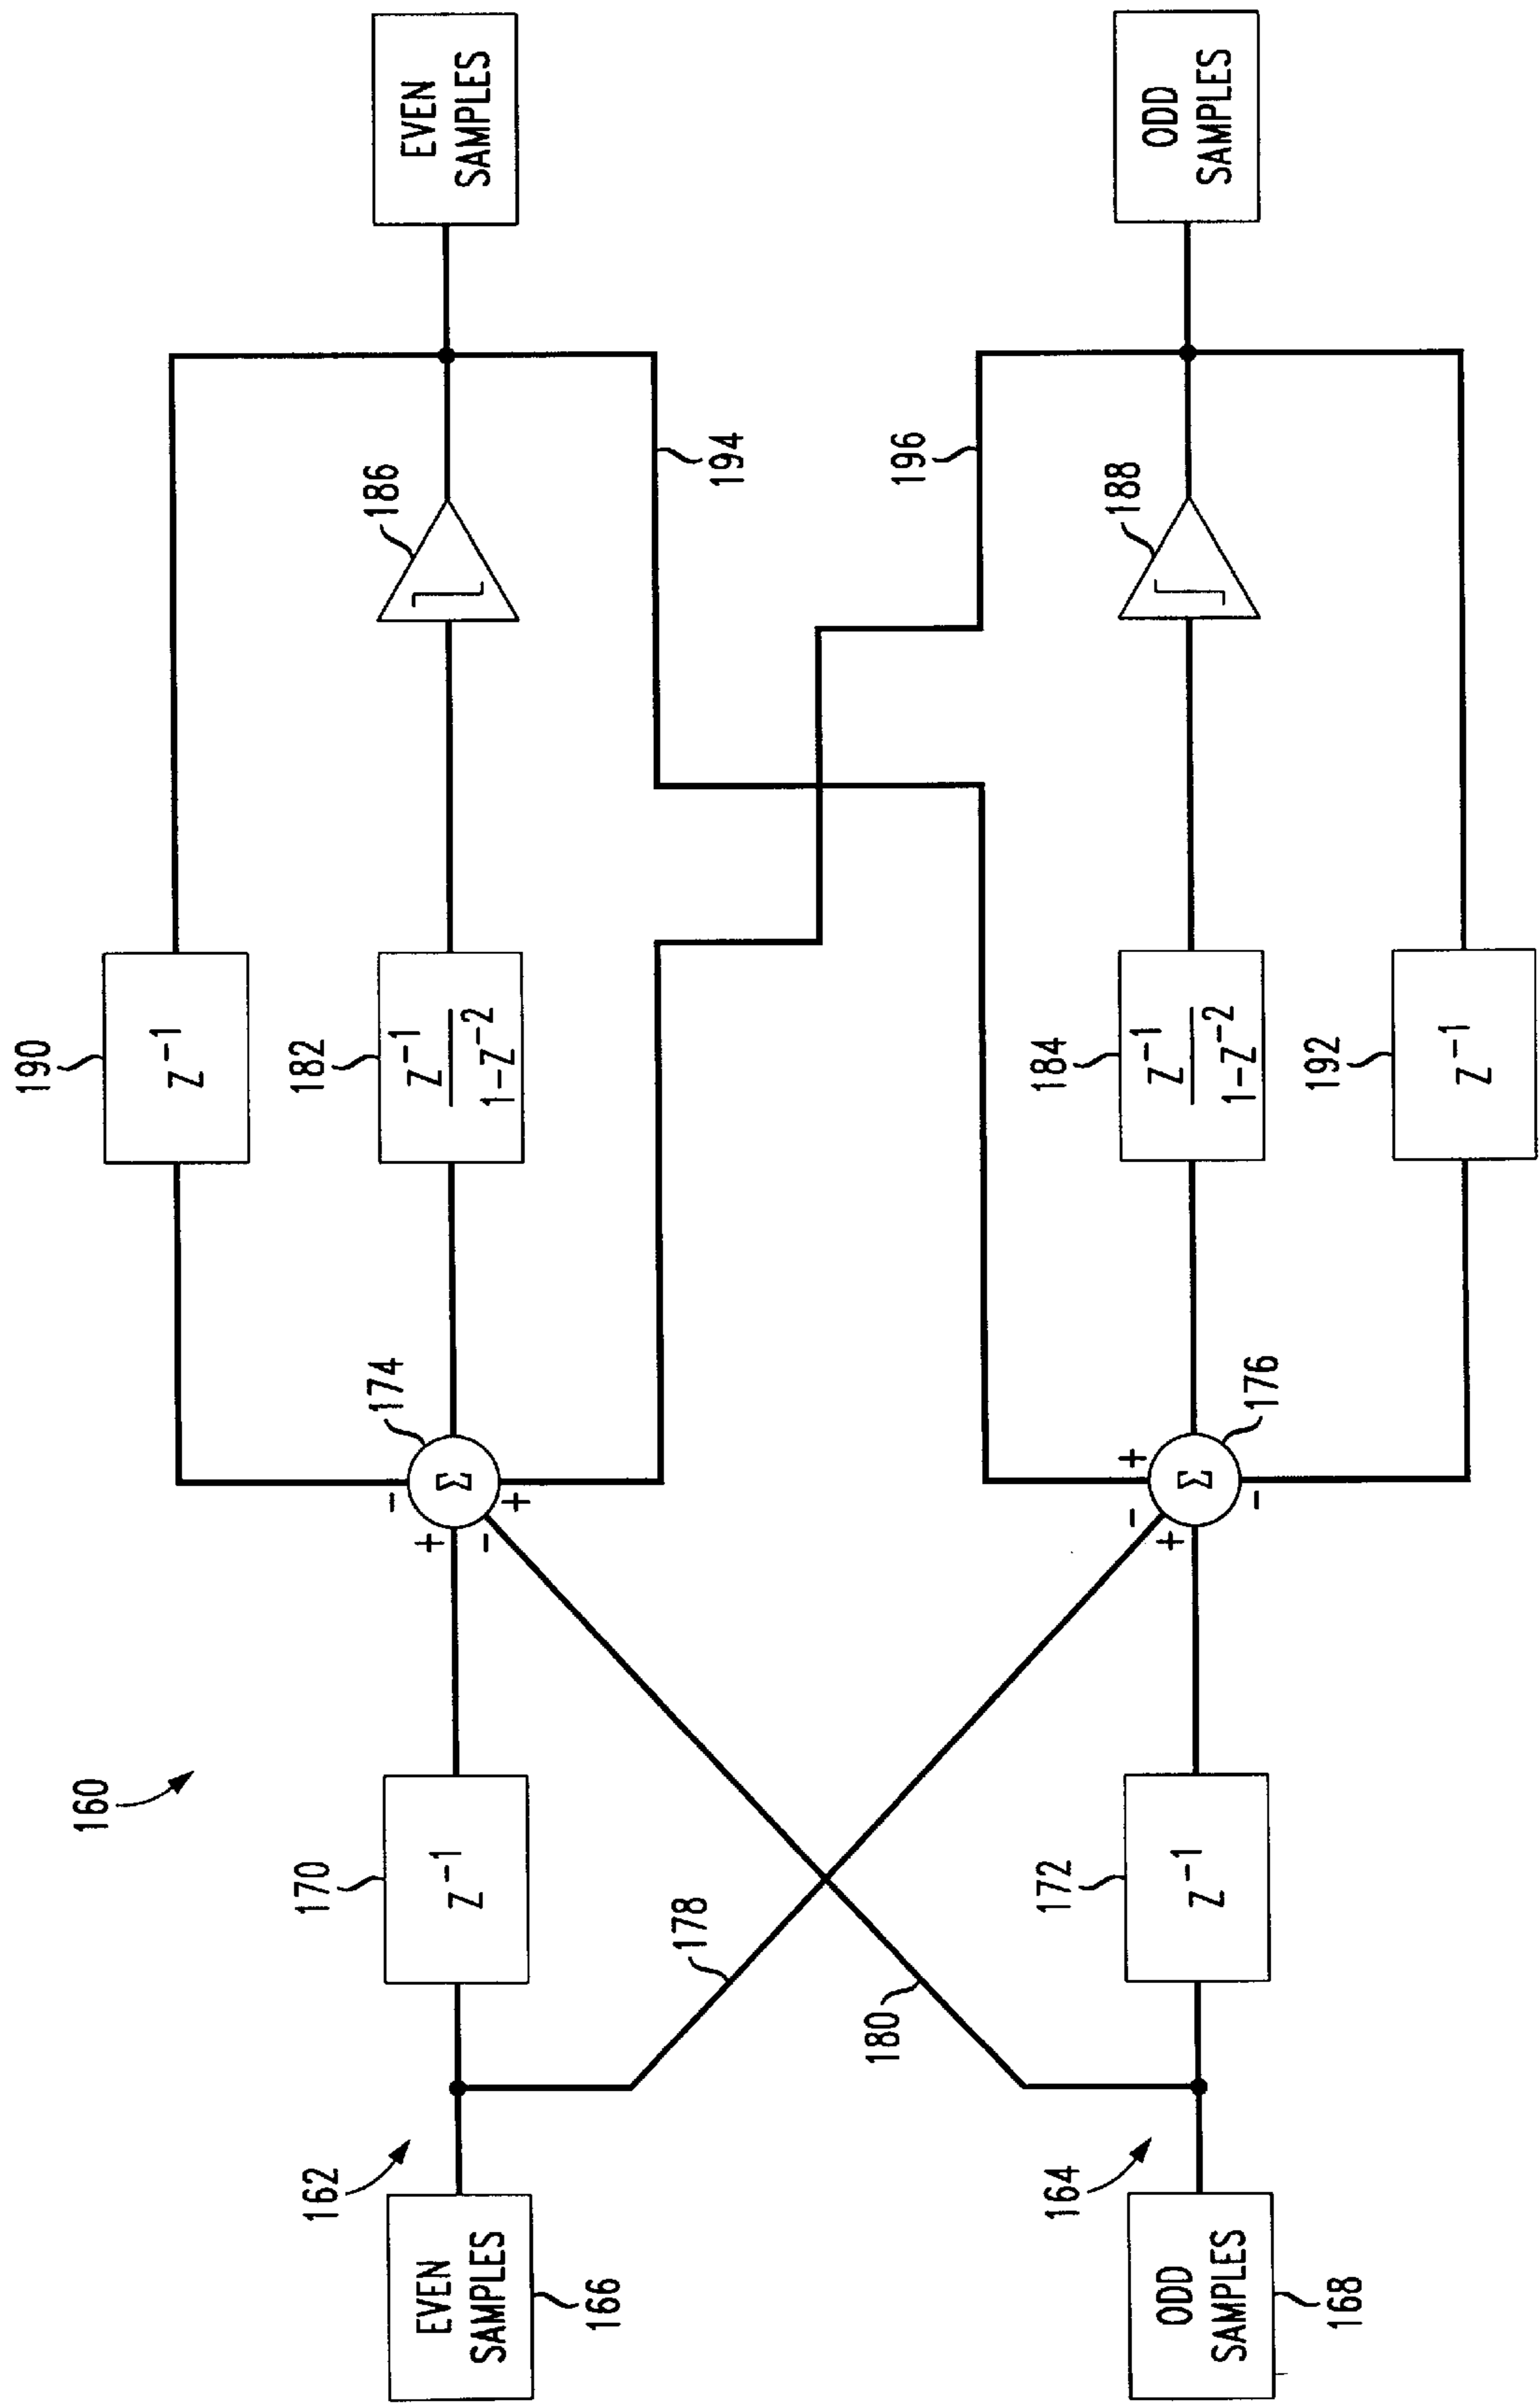 160
162
EVEN
SAMPLES
166
170
Z⁻¹
178
180
174
+
-
-
+
190
Z⁻¹
182
Z⁻¹
1-Z⁻²
186
194
EVEN
SAMPLES
Σ
164
ODD
SAMPLES
168
172
Z⁻¹
176
-
+
+
-
Σ
184
Z⁻¹
1-Z⁻²
192
Z⁻¹
188
196
ODD
SAMPLES